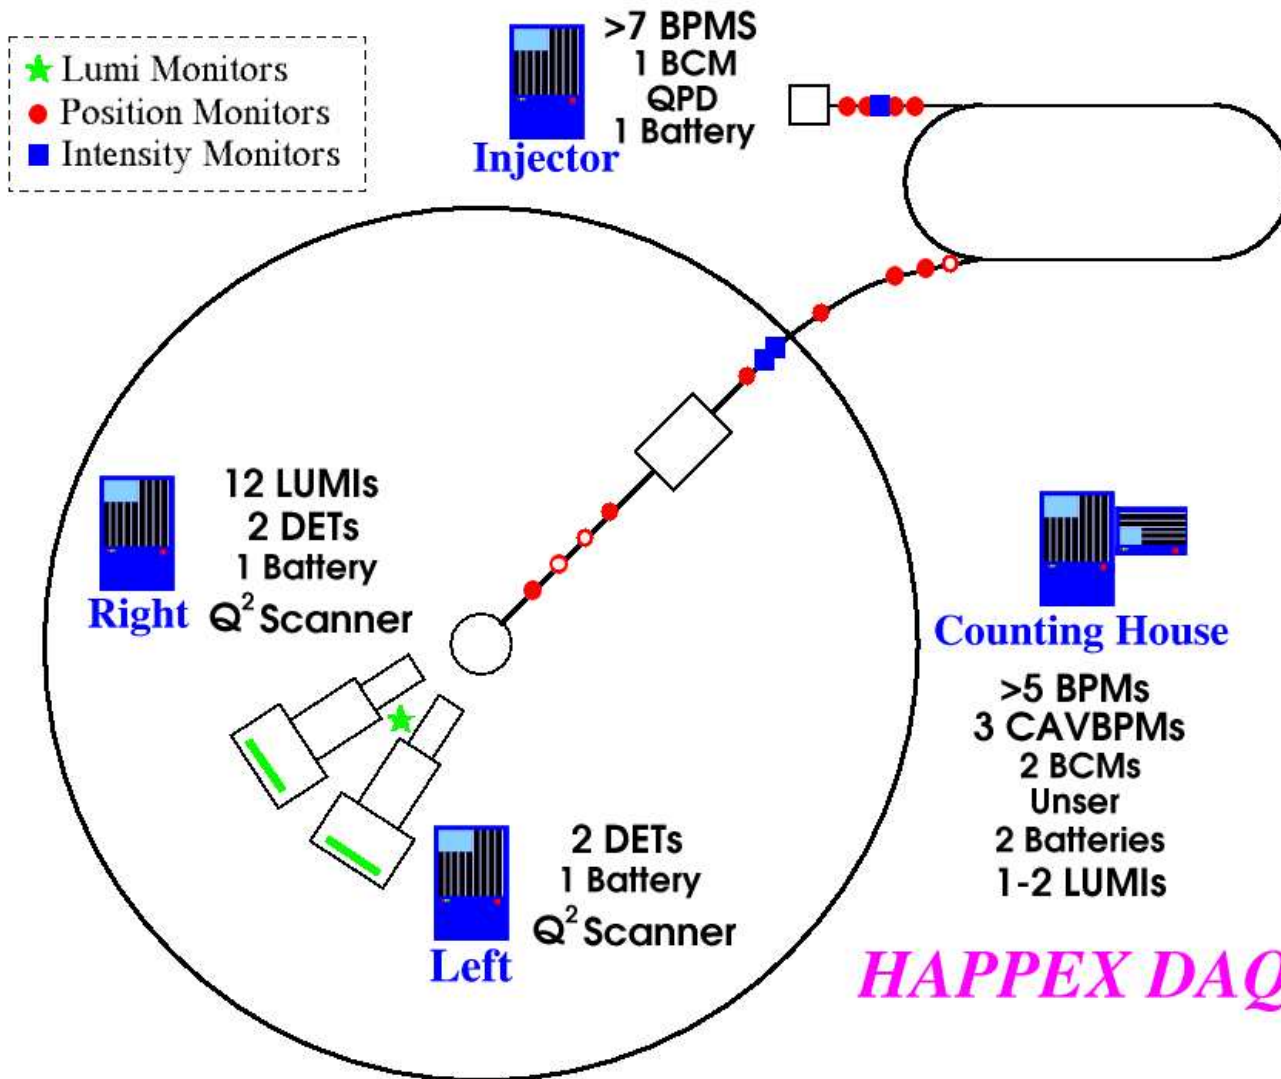 Lumi Monitors
Position Monitors
Intensity Monitors
>7 BPMS
1 BCM
QPD
1 Battery
Injector
12 LUMIs
2 DETs
1 Battery
Q² Scanner
Right
Counting House
>5 BPMs
3 CAVBPMs
2 BCMs
Unser
2 Batteries
1-2 LUMIs
2 DETs
1 Battery
Q² Scanner
Left
HAPPEX DAQ